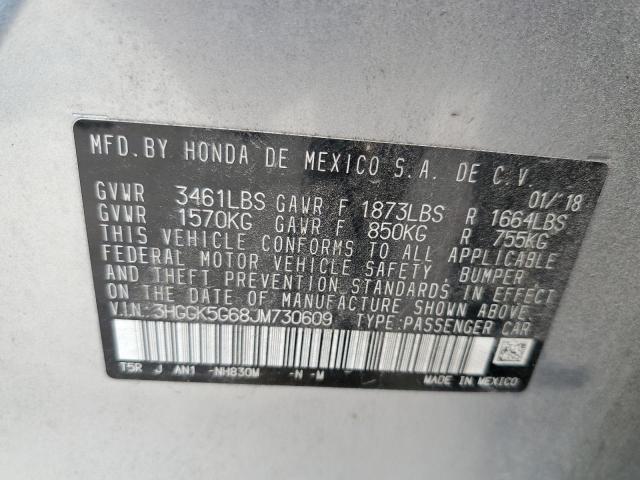 MFD. BY HONDA DE MEXICO S.A. DE C.V.
01/18
GVWR 3461LBS GAWR F 1873LBS R 1664LBS
GVWR 1570KG GAWR F 850KG R 755KG
THIS VEHICLE CONFORMS TO ALL APPLICABLE
FEDERAL MOTOR VEHICLE SAFETY, BUMPER,
AND THEFT PREVENTION STANDARDS IN EFFECT
ON THE DATE OF MANUFACTURE SHOWN ABOVE.
V.I.N.: 3HGGK5G68JM730609 TYPE:PASSENGER CAR
T5R J AN1 -NH830M -N -M MADE IN MEXICO